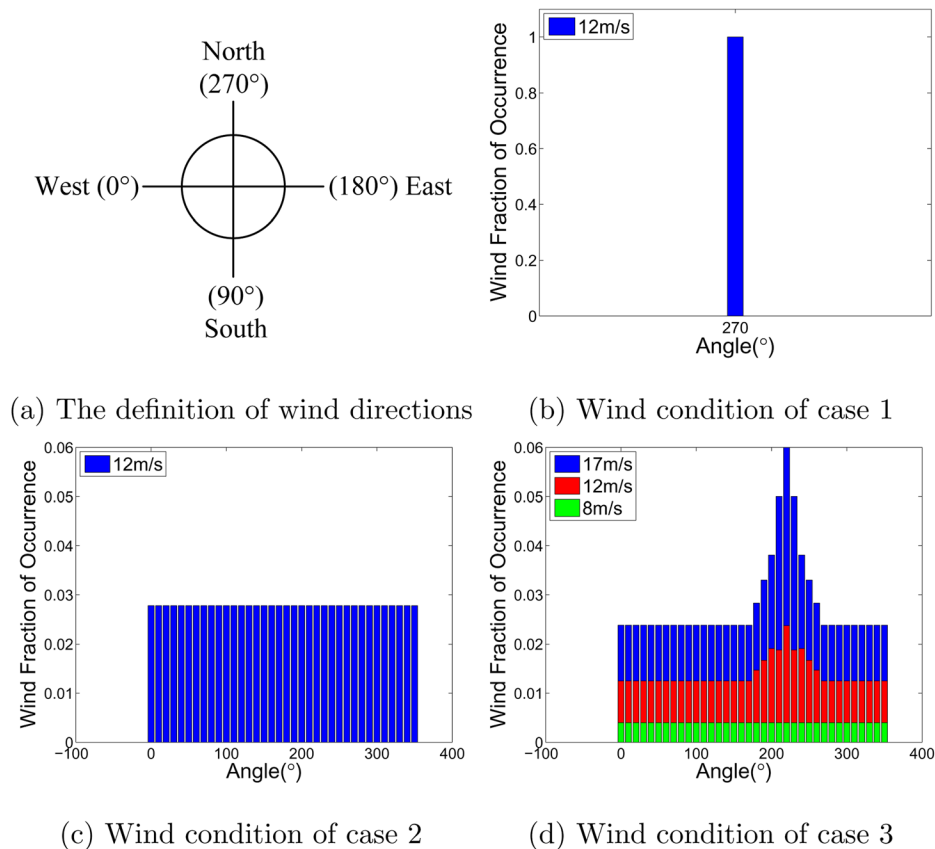 North
(270°)
West (0°)
(180°) East
(90°)
South
(a) The definition of wind directions
12m/s
Wind Fraction of Occurrence
1
0.8
0.6
0.4
0.2
0
270
Angle(°)
(b) Wind condition of case 1
12m/s
Wind Fraction of Occurrence
0.06
0.05
0.04
0.03
0.02
0.01
0
-100 0 100 200 300 400
Angle(°)
(c) Wind condition of case 2
17m/s
12m/s
8m/s
Wind Fraction of Occurrence
0.06
0.05
0.04
0.03
0.02
0.01
0
-100 0 100 200 300 400
Angle(°)
(d) Wind condition of case 3